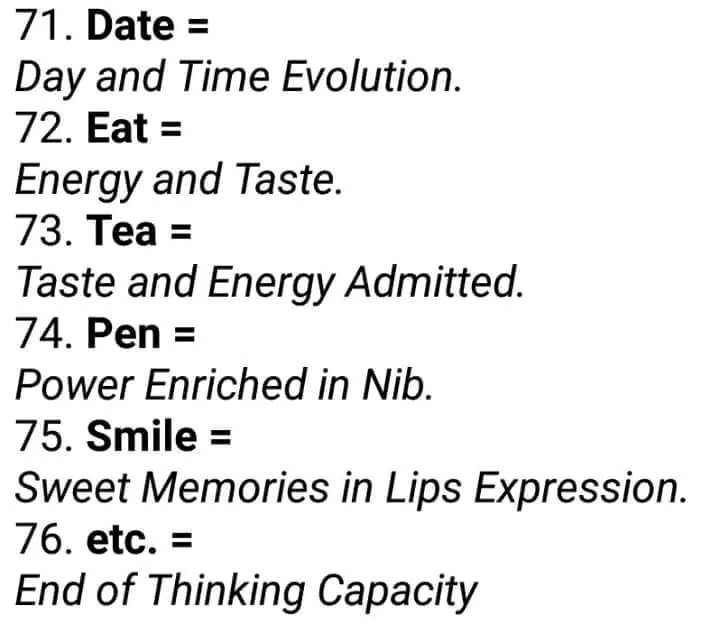 71. Date =
Day and Time Evolution.
72. Eat =
Energy and Taste.
73. Tea =
Taste and Energy Admitted.
74. Pen =
Power Enriched in Nib.
75. Smile =
Sweet Memories in Lips Expression.
76. etc. =
End of Thinking Capacity